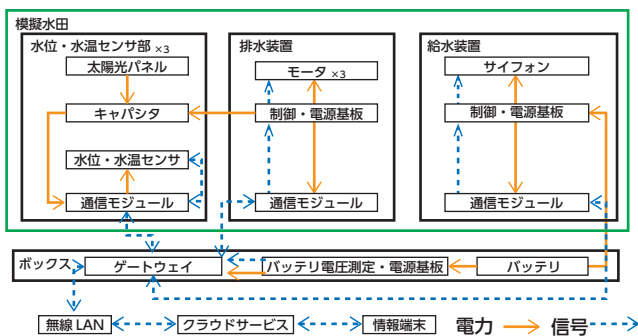 模擬水田
水位・水温センサ部 ×3
太陽光パネル
キャパシタ
水位・水温センサ
通信モジュール
排水装置
モータ ×3
制御・電源基板
通信モジュール
給水装置
サイフォン
制御・電源基板
通信モジュール
ボックス
ゲートウェイ
バッテリ電圧測定・電源基板
バッテリ
無線 LAN
クラウドサービス
情報端末
電力
信号